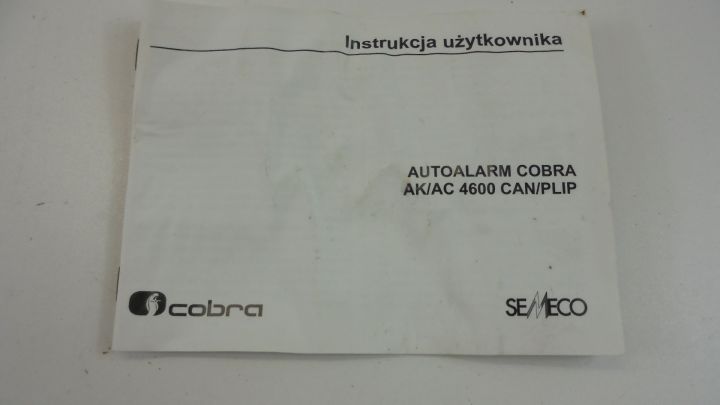 Instrukcja użytkownika
AUTOALARM COBRA
AK/AC 4600 CAN/PLIP
cobra
SEMECO